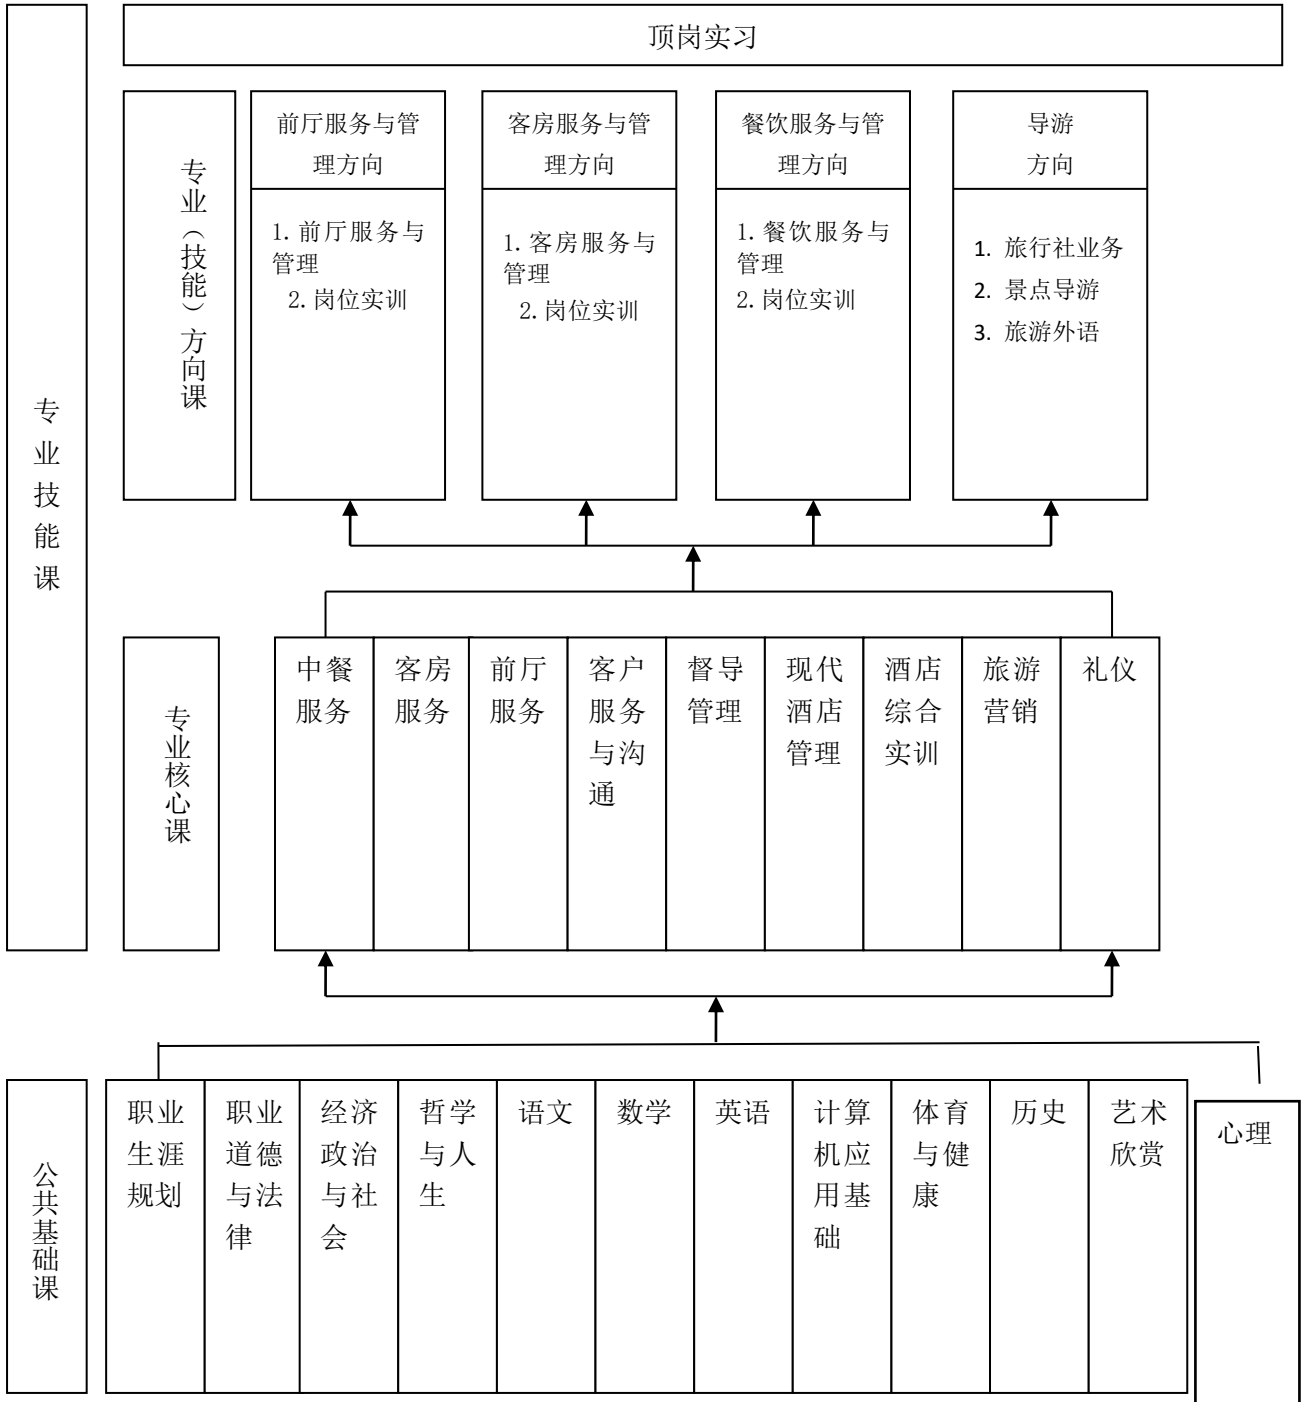 顶岗实习
专业技能课
专业（技能）方向课
前厅服务与管
理方向
1.前厅服务与
管理
2.岗位实训
客房服务与管
理方向
1.客房服务与
管理
2.岗位实训
餐饮服务与管
理方向
1.餐饮服务与
管理
2.岗位实训
导游
方向
1. 旅行社业务
2. 景点导游
3. 旅游外语
专业核心课
中餐
服务
客房
服务
前厅
服务
客户
服务
与沟
通
督导
管理
现代
酒店
管理
酒店
综合
实训
旅游
营销
礼仪
公共基础课
职业
生涯
规划
职业
道德
与法
律
经济
政治
与社
会
哲学
与人
生
语文
数学
英语
计算
机应
用基
础
体育
与健
康
历史
艺术
欣赏
心理